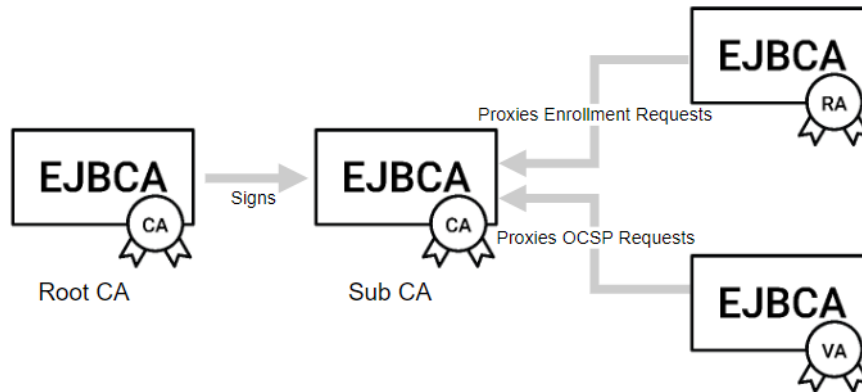 EJBCA
RA
Proxies Enrollment Requests
EJBCA
CA
Root CA
Signs
EJBCA
CA
Sub CA
Proxies OCSP Requests
EJBCA
VA